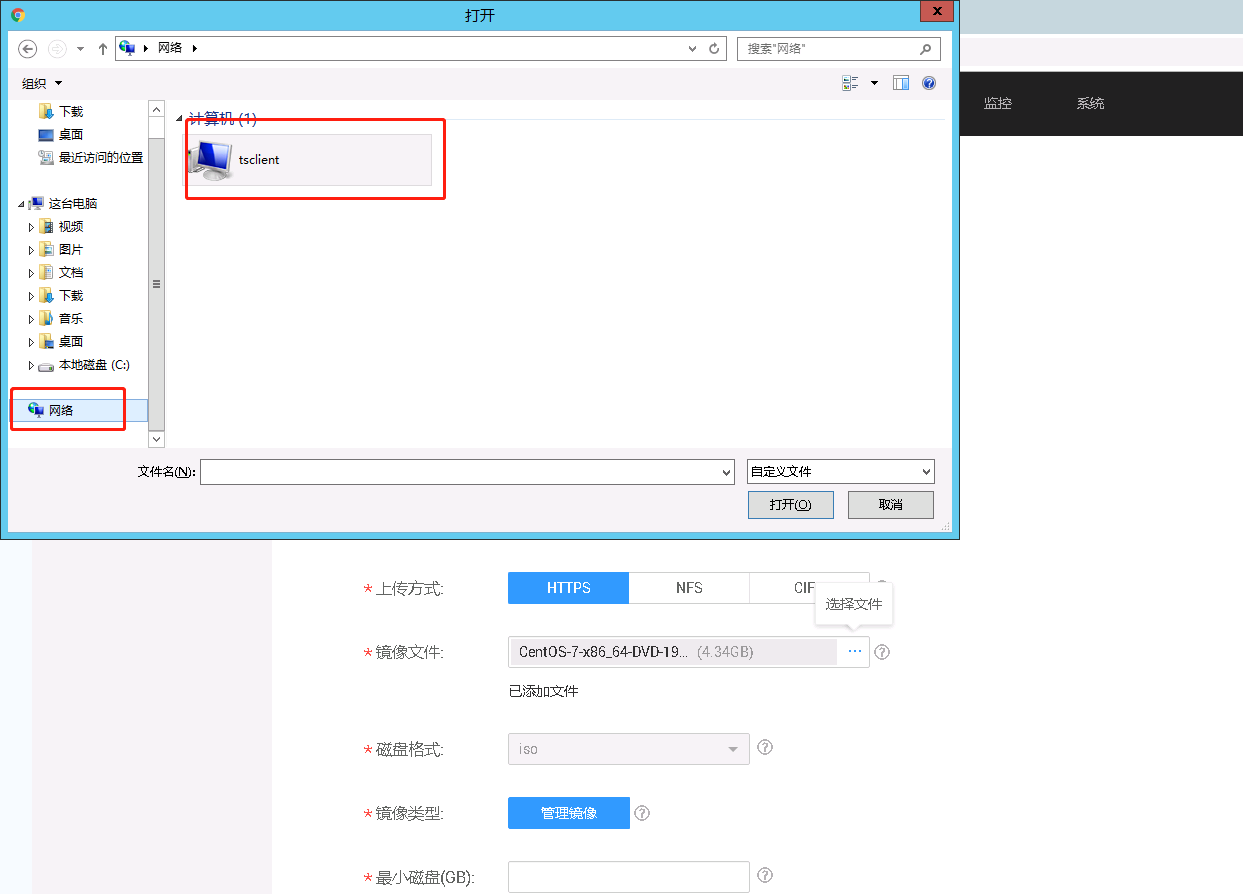 打开
网络
搜索"网络"
组织
监控
系统
下载
桌面
最近访问的位置
这台电脑
视频
图片
文档
下载
音乐
桌面
本地磁盘 (C:)
网络
计算机 (1)
tsclient
文件名(N):
自定义文件
打开(O)
取消
*上传方式:
HTTPS
NFS
CIF
选择文件
*镜像文件:
CentOS-7-x86_64-DVD-19... (4.34GB)
已添加文件
*磁盘格式:
iso
*镜像类型:
管理镜像
*最小磁盘(GB):